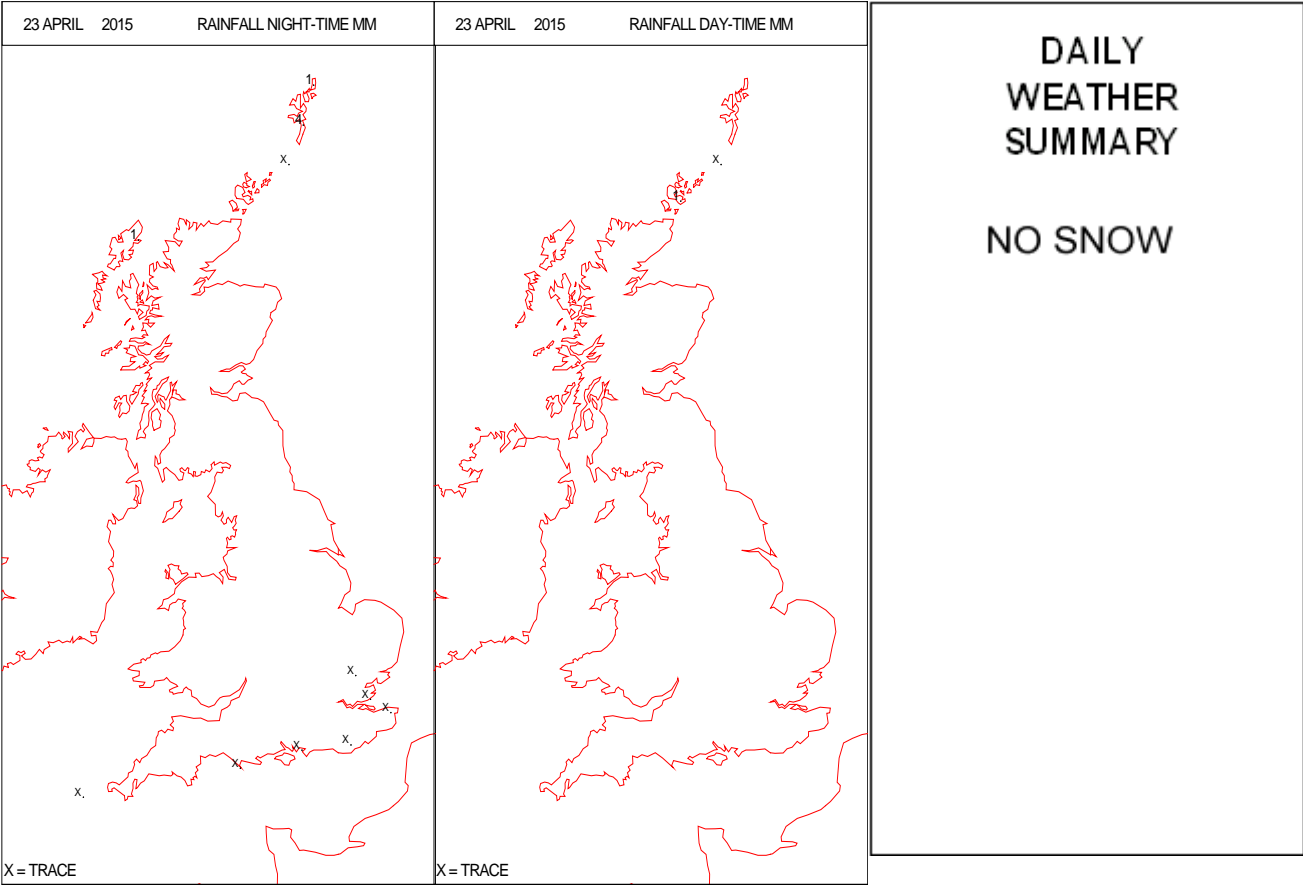 23 APRIL 2015 RAINFALL NIGHT-TIME MM
1
4
X
1
X
X
X
X
X
X
X
X = TRACE
23 APRIL 2015 RAINFALL DAY-TIME MM
X
1
X = TRACE
DAILY
WEATHER
SUMMARY
NO SNOW